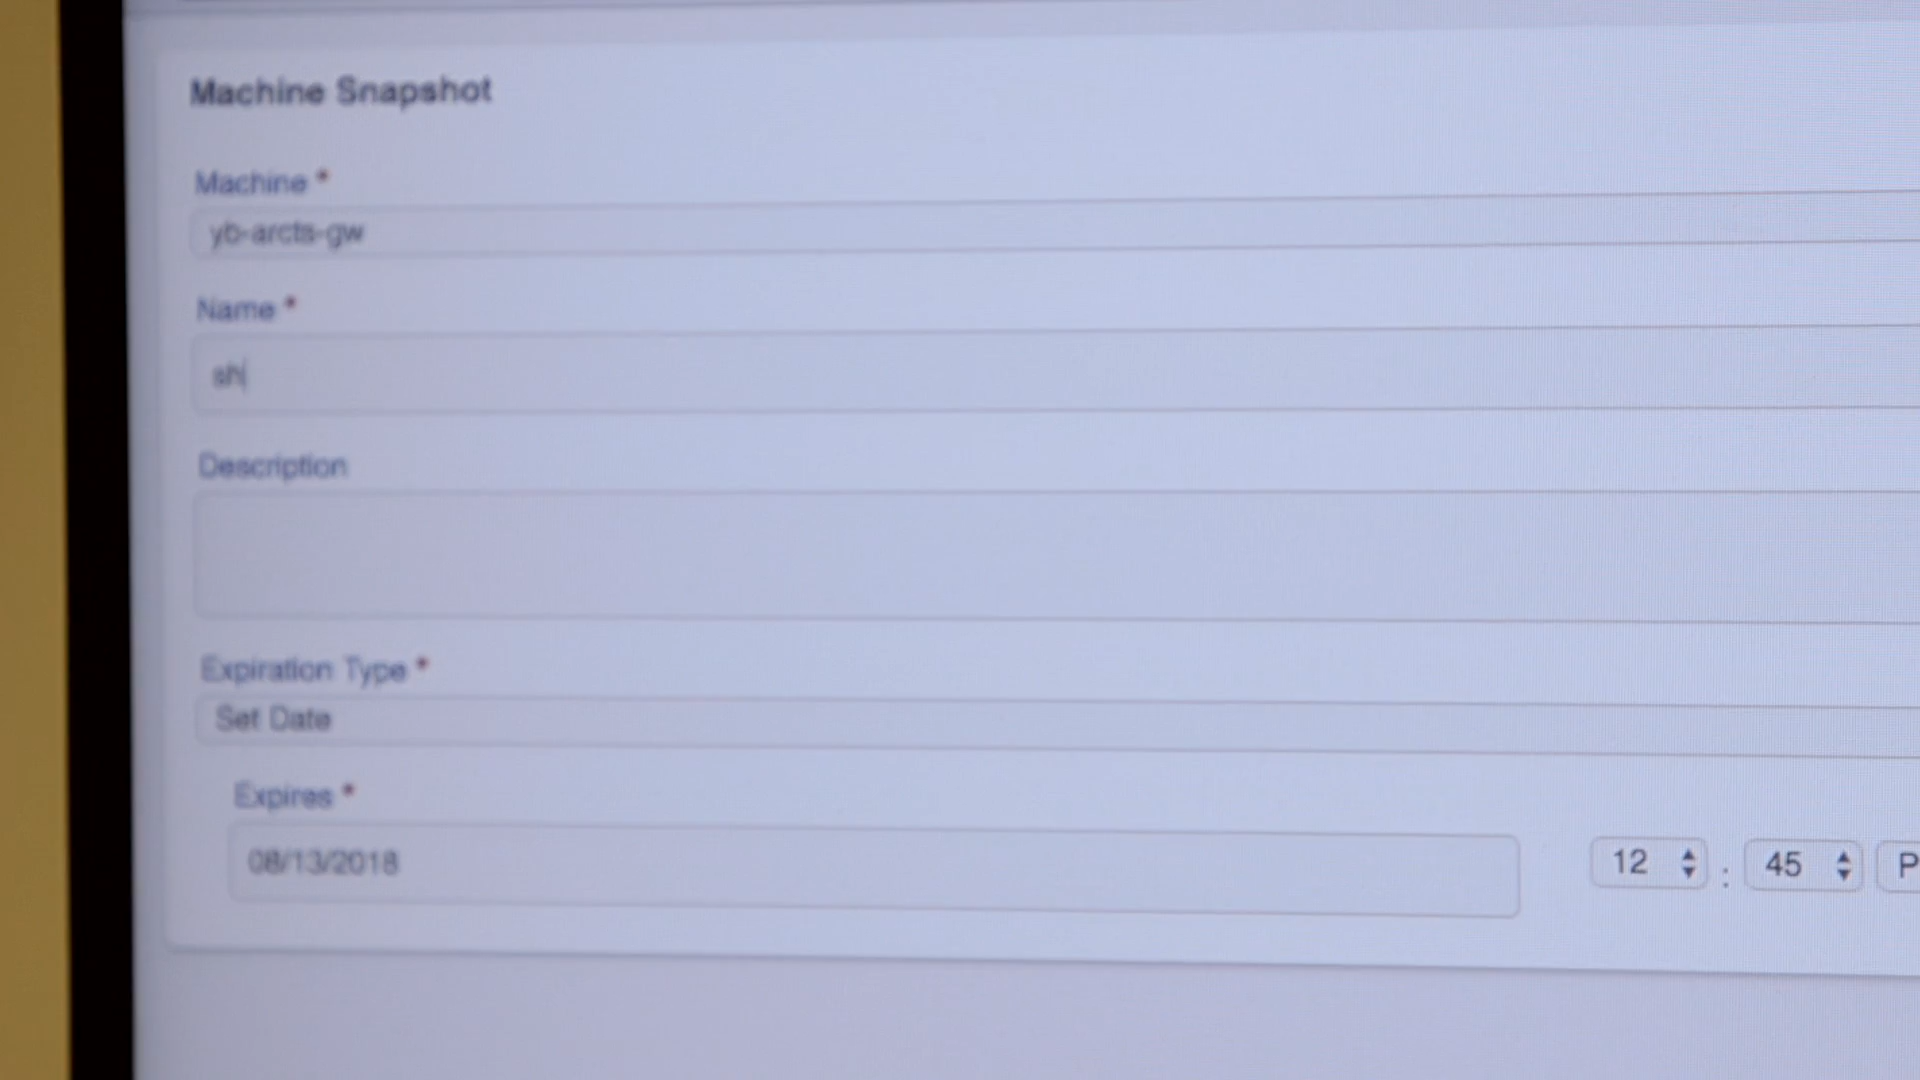 Machine Snapshot
Machine *
yb-arcts-gw
Name *
sh
Description
Expiration Type *
Set Date
Expires *
08/13/2018
12 : 45 P